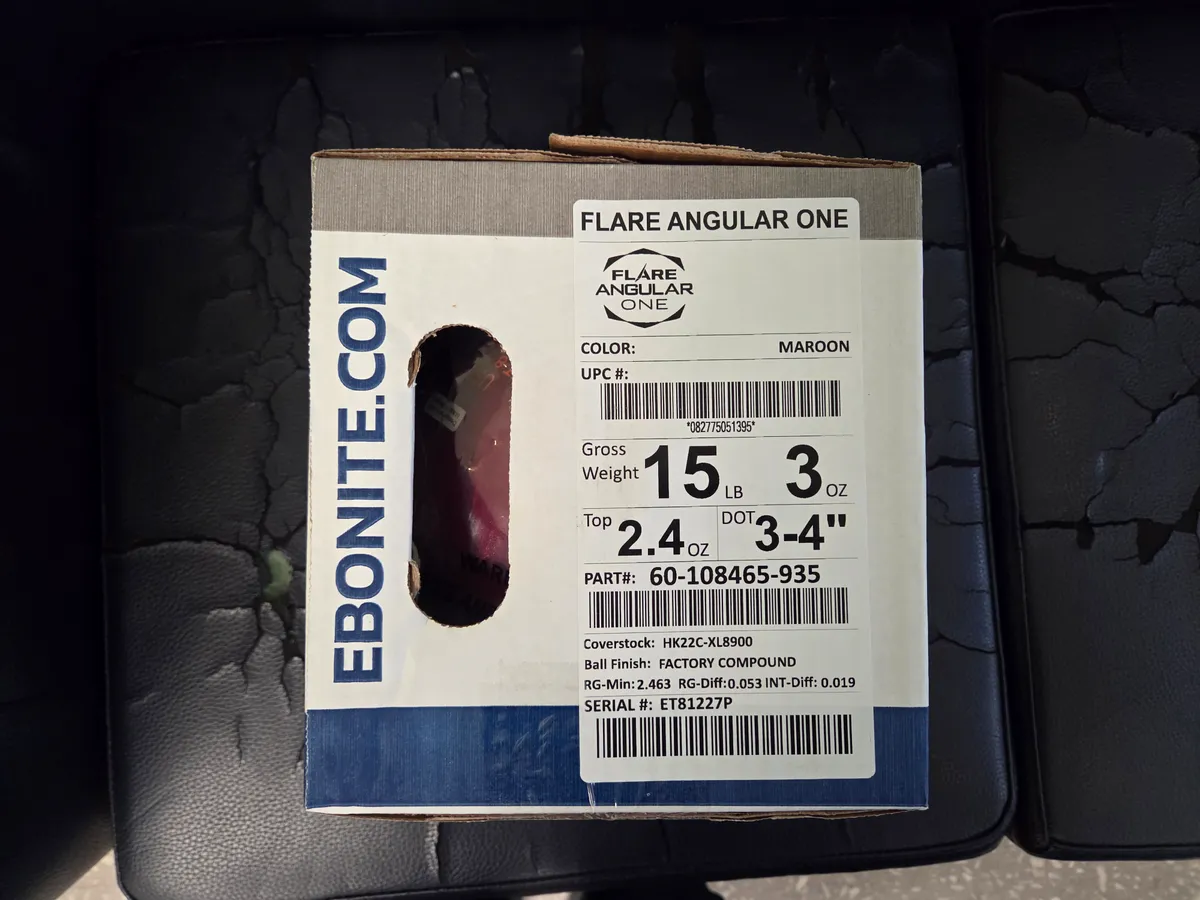 EBONITE.COM
FLARE ANGULAR ONE
FLARE
ANGULAR
ONE
COLOR: MAROON
UPC #:
*082775051395*
Gross
Weight 15 LB 3 OZ
Top 2.4 OZ DOT 3-4"
PART#: 60-108465-935
Coverstock: HK22C-XL8900
Ball Finish: FACTORY COMPOUND
RG-Min: 2.463 RG-Diff: 0.053 INT-Diff: 0.019
SERIAL #: ET81227P